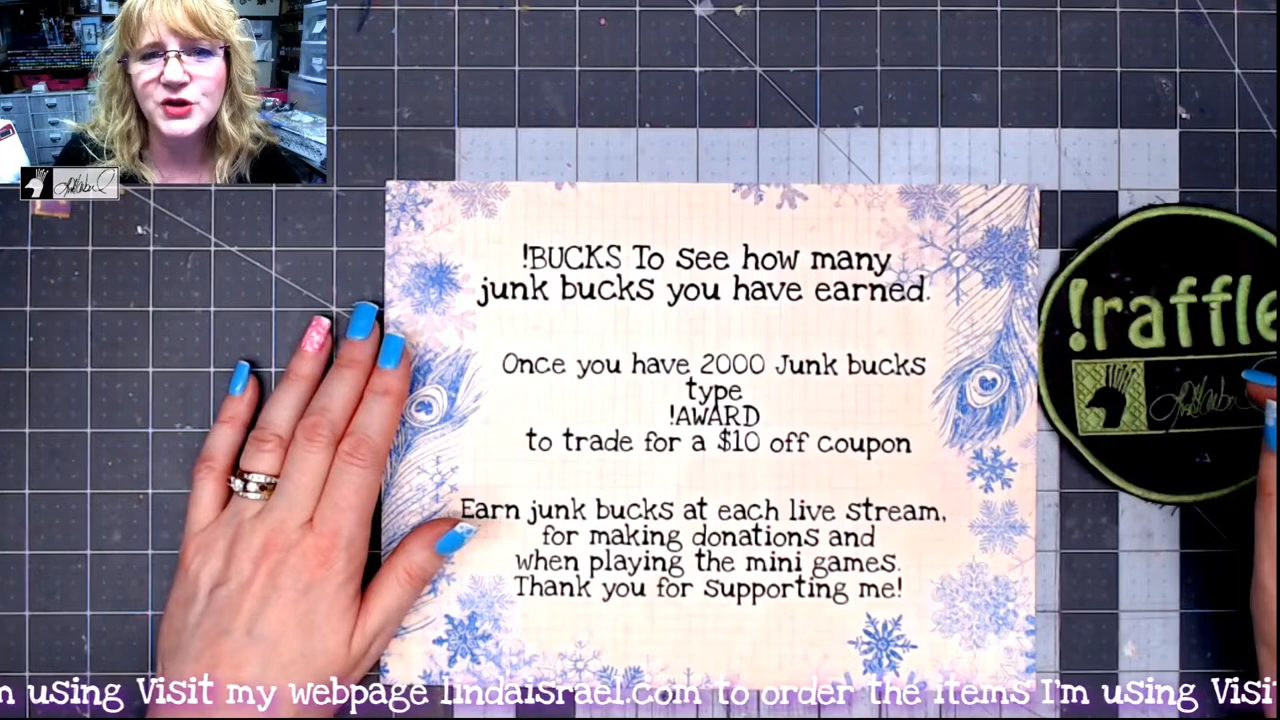 !BUCKS To see how many
junk bucks you have earned.
Once you have 2000 Junk bucks
type
!AWARD
to trade for a $10 off coupon
Earn junk bucks at each live stream,
for making donations and
when playing the mini games.
Thank you for supporting me!
!raffle
m using Visit my webpage lindaisrael.com to order the items I'm using Visi